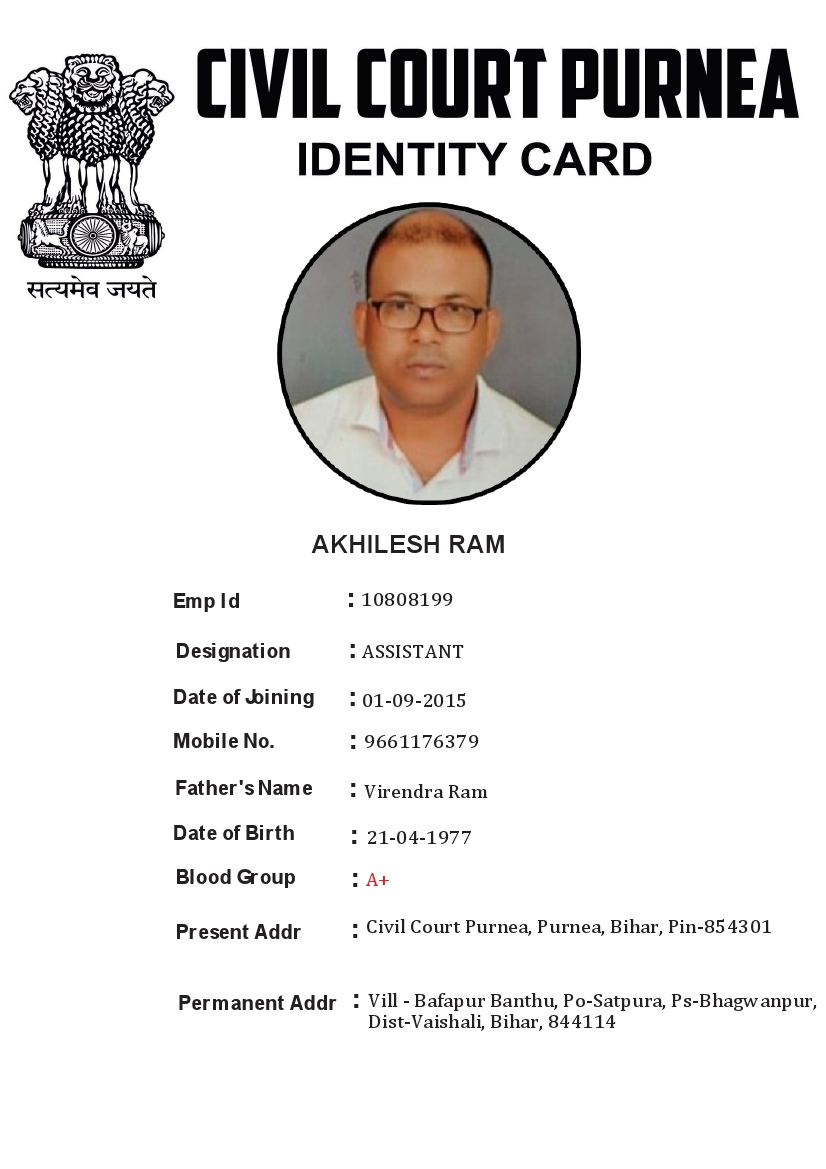 CIVIL COURT PURNEA
IDENTITY CARD
सत्यमेव जयते
AKHILESH RAM
Emp Id : 10808199
Designation : ASSISTANT
Date of Joining : 01-09-2015
Mobile No. : 9661176379
Father's Name : Virendra Ram
Date of Birth : 21-04-1977
Blood Group : A+
Present Addr : Civil Court Purnea, Purnea, Bihar, Pin-854301
Permanent Addr : Vill - Bafapur Banthu, Po-Satpura, Ps-Bhagwanpur,
Dist-Vaishali, Bihar, 844114